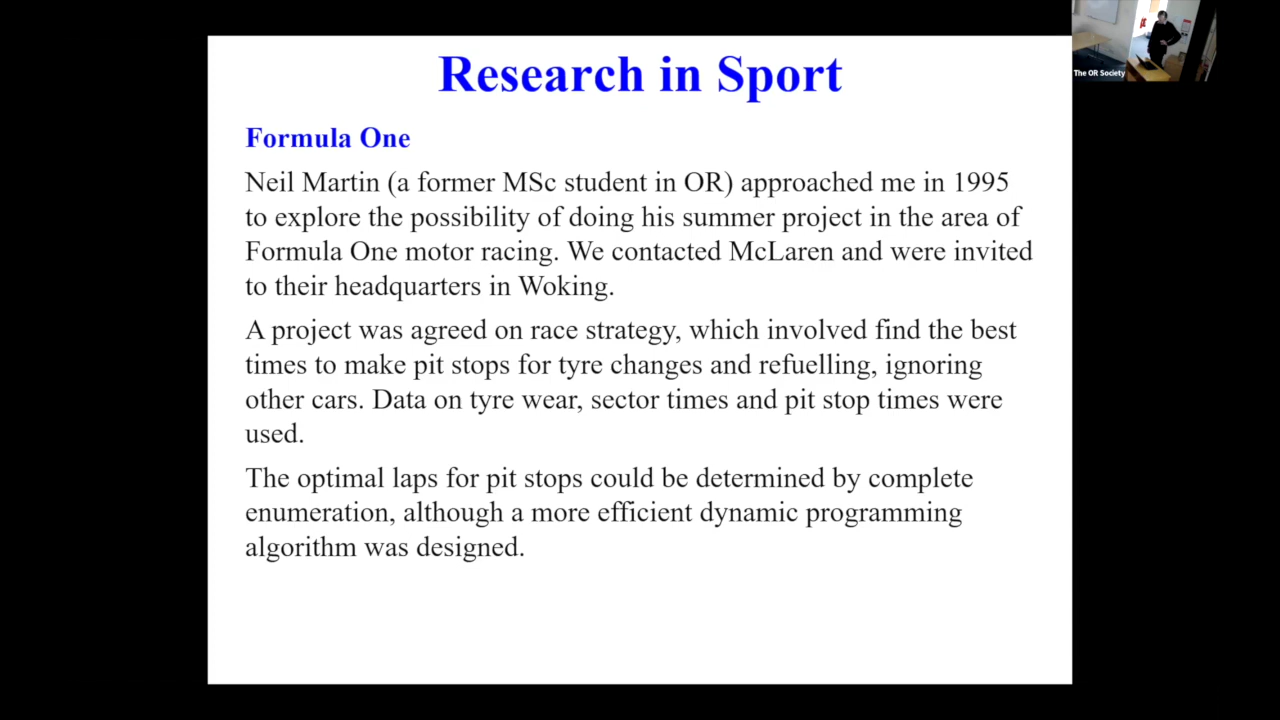 Research in Sport
The OR Society
Formula One
Neil Martin (a former MSc student in OR) approached me in 1995
to explore the possibility of doing his summer project in the area of
Formula One motor racing. We contacted McLaren and were invited
to their headquarters in Woking.
A project was agreed on race strategy, which involved find the best
times to make pit stops for tyre changes and refuelling, ignoring
other cars. Data on tyre wear, sector times and pit stop times were
used.
The optimal laps for pit stops could be determined by complete
enumeration, although a more efficient dynamic programming
algorithm was designed.